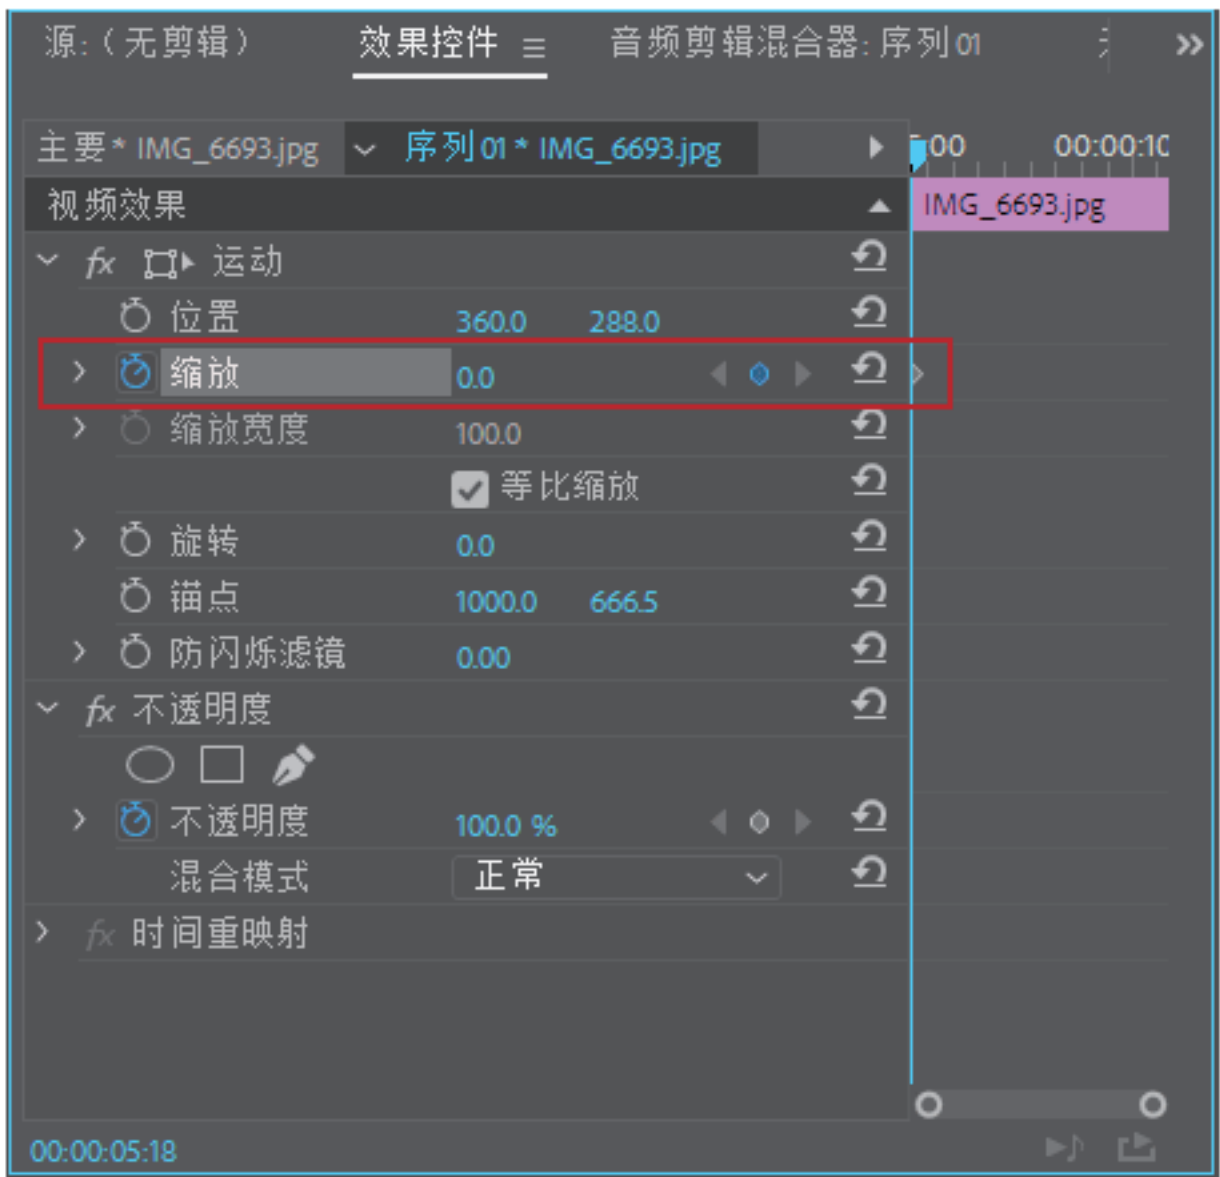 源:（无剪辑） 效果控件 音频剪辑混合器: 序列 01
主要* IMG_6693.jpg 序列 01 * IMG_6693.jpg :00 00:00:10
视频效果 IMG_6693.jpg
fx 运动
位置 360.0 288.0
缩放 0.0
缩放宽度 100.0
等比缩放
旋转 0.0
锚点 1000.0 666.5
防闪烁滤镜 0.00
fx 不透明度
不透明度 100.0 %
混合模式 正常
fx 时间重映射
00:00:05:18